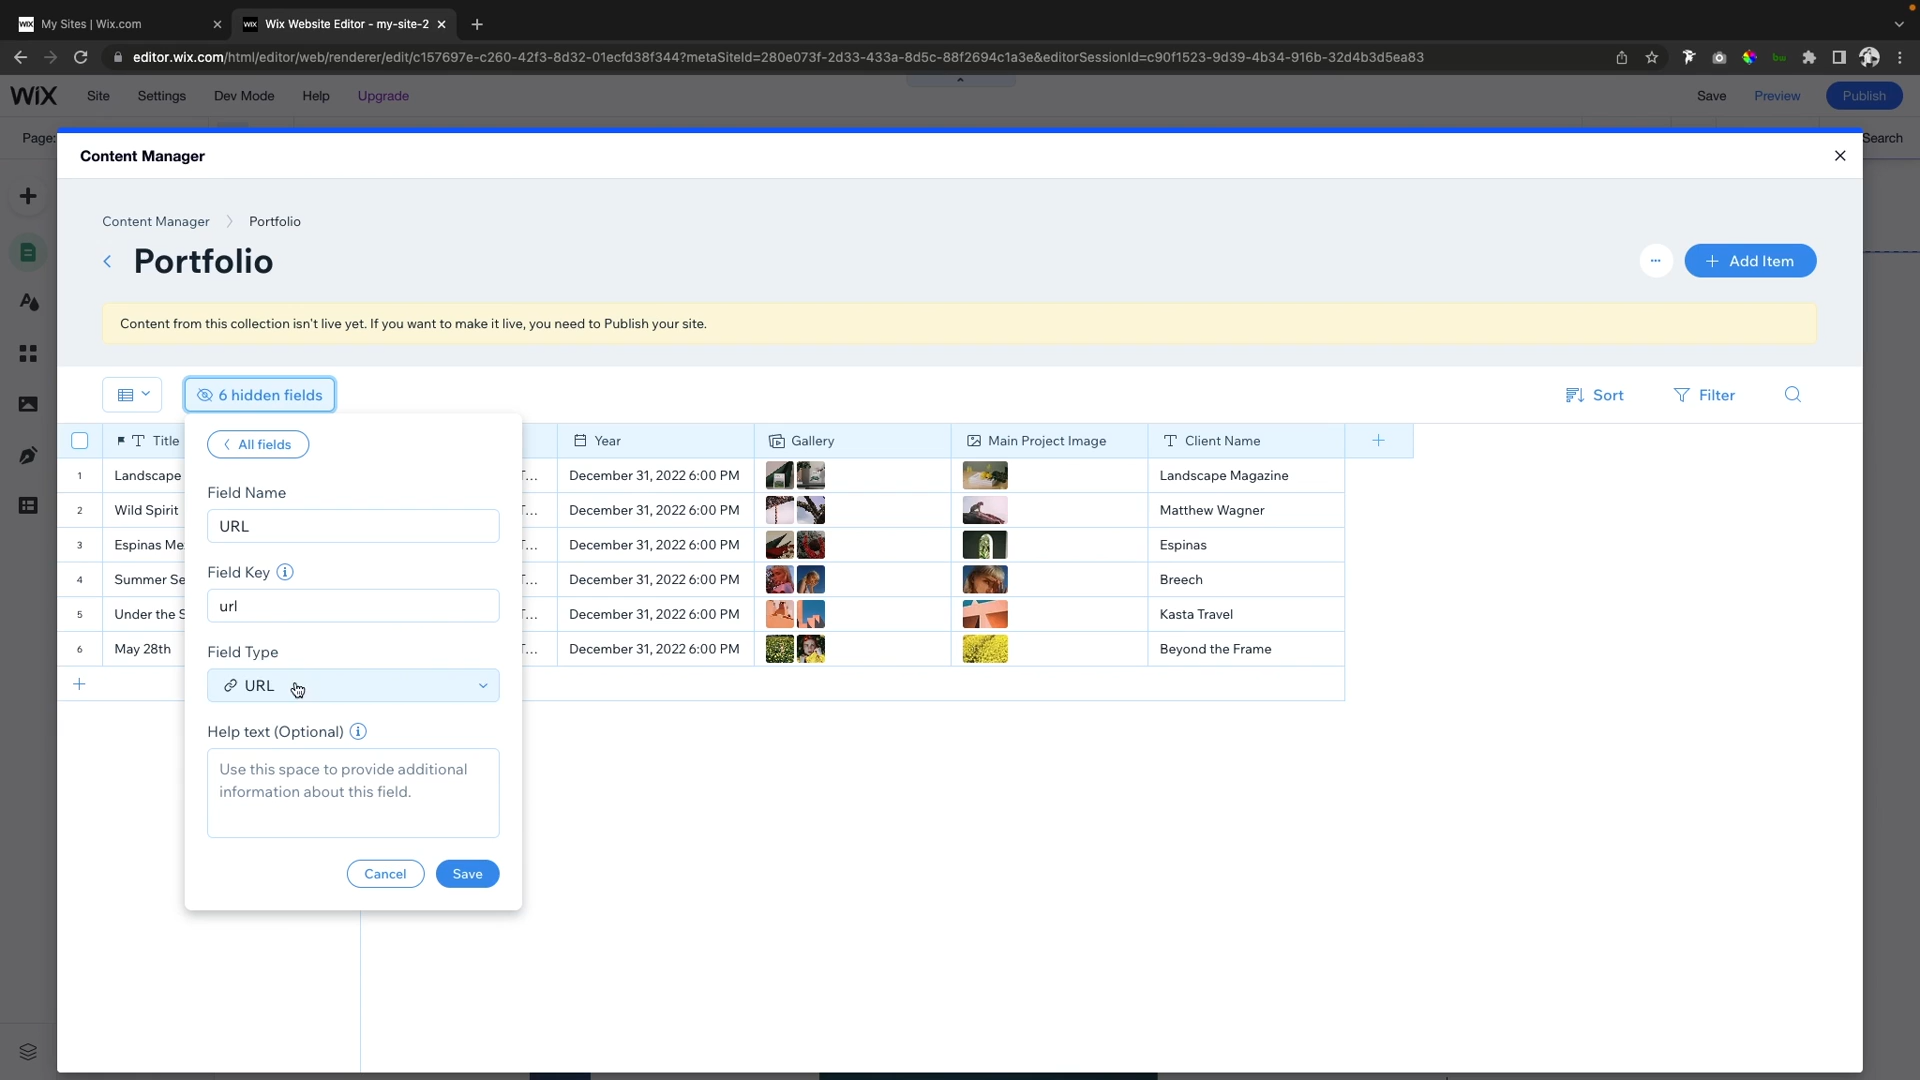 My Sites | Wix.com
Wix Website Editor - my-site-2
editor.wix.com/html/editor/web/renderer/edit/c157697e-c260-42f3-8d32-01ecfd38f344?metaSiteId=280e073f-2d33-433a-8d5c-88f2694c1a3e&editorSessionId=c90f1523-9d39-4b34-916b-32d4b3d5ea83
WiX Site Settings Dev Mode Help Upgrade Save Preview Publish
Page: Search
Content Manager
Content Manager Portfolio
Portfolio
Add Item
Content from this collection isn't live yet. If you want to make it live, you need to Publish your site.
6 hidden fields Sort Filter
Title Year Gallery Main Project Image Client Name
1 Landscape T... December 31, 2022 6:00 PM Landscape Magazine
2 Wild Spirit T... December 31, 2022 6:00 PM Matthew Wagner
3 Espinas Me T... December 31, 2022 6:00 PM Espinas
4 Summer Se T... December 31, 2022 6:00 PM Breech
5 Under the S T... December 31, 2022 6:00 PM Kasta Travel
6 May 28th T... December 31, 2022 6:00 PM Beyond the Frame
All fields
Field Name
URL
Field Key
url
Field Type
URL
Help text (Optional)
Use this space to provide additional
information about this field.
Cancel Save